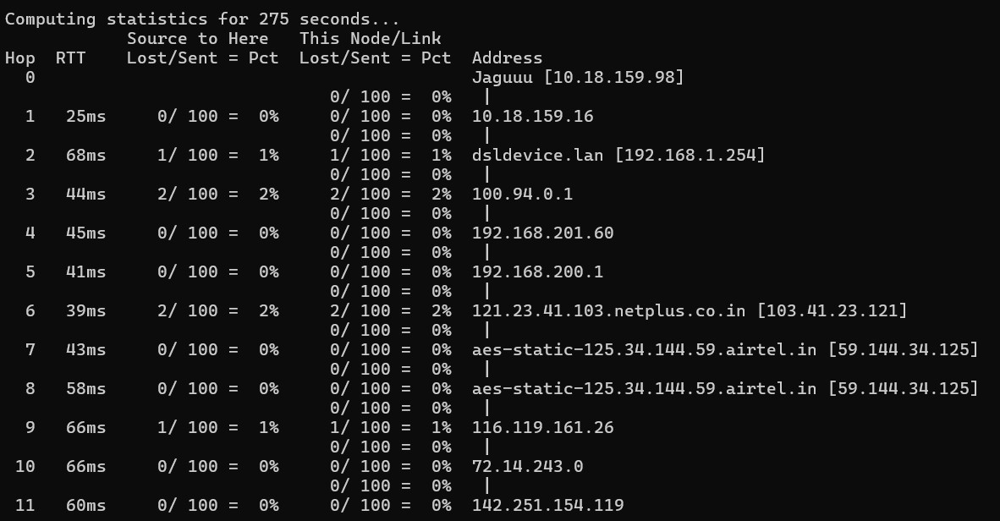 Computing statistics for 275 seconds...
            Source to Here   This Node/Link
Hop  RTT    Lost/Sent = Pct  Lost/Sent = Pct  Address
  0                                           Jaguuu [10.18.159.98]
                                0/ 100 =  0%   |
  1   25ms     0/ 100 =  0%     0/ 100 =  0%  10.18.159.16
                                0/ 100 =  0%   |
  2   68ms     1/ 100 =  1%     1/ 100 =  1%  dsldevice.lan [192.168.1.254]
                                0/ 100 =  0%   |
  3   44ms     2/ 100 =  2%     2/ 100 =  2%  100.94.0.1
                                0/ 100 =  0%   |
  4   45ms     0/ 100 =  0%     0/ 100 =  0%  192.168.201.60
                                0/ 100 =  0%   |
  5   41ms     0/ 100 =  0%     0/ 100 =  0%  192.168.200.1
                                0/ 100 =  0%   |
  6   39ms     2/ 100 =  2%     2/ 100 =  2%  121.23.41.103.netplus.co.in [103.41.23.121]
                                0/ 100 =  0%   |
  7   43ms     0/ 100 =  0%     0/ 100 =  0%  aes-static-125.34.144.59.airtel.in [59.144.34.125]
                                0/ 100 =  0%   |
  8   58ms     0/ 100 =  0%     0/ 100 =  0%  aes-static-125.34.144.59.airtel.in [59.144.34.125]
                                0/ 100 =  0%   |
  9   66ms     1/ 100 =  1%     1/ 100 =  1%  116.119.161.26
                                0/ 100 =  0%   |
 10   66ms     0/ 100 =  0%     0/ 100 =  0%  72.14.243.0
                                0/ 100 =  0%   |
 11   60ms     0/ 100 =  0%     0/ 100 =  0%  142.251.154.119